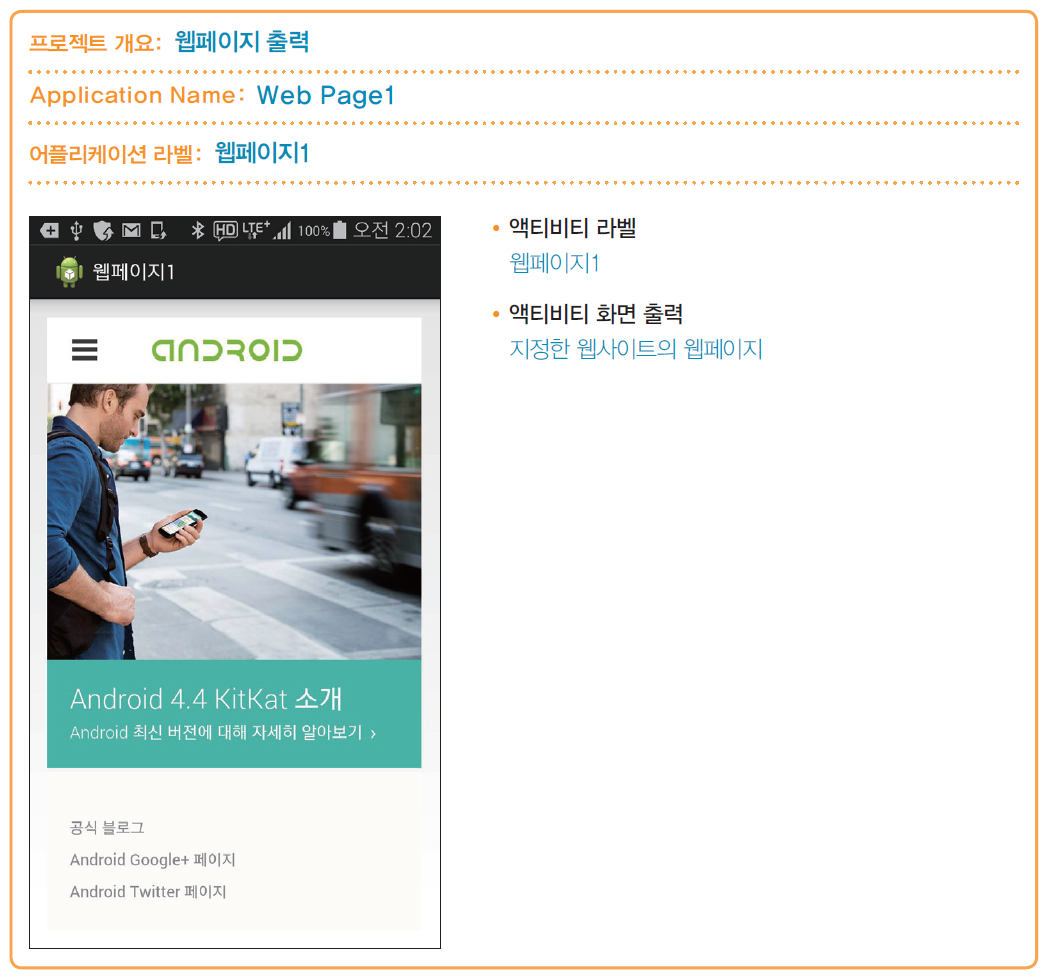 프로젝트 개요: 웹페이지 출력
Application Name: Web Page1
어플리케이션 라벨: 웹페이지1
HD LTE+ 100% 오전 2:02
웹페이지1
ANDROID
Android 4.4 KitKat 소개
Android 최신 버전에 대해 자세히 알아보기 ›
공식 블로그
Android Google+ 페이지
Android Twitter 페이지
• 액티비티 라벨
웹페이지1
• 액티비티 화면 출력
지정한 웹사이트의 웹페이지